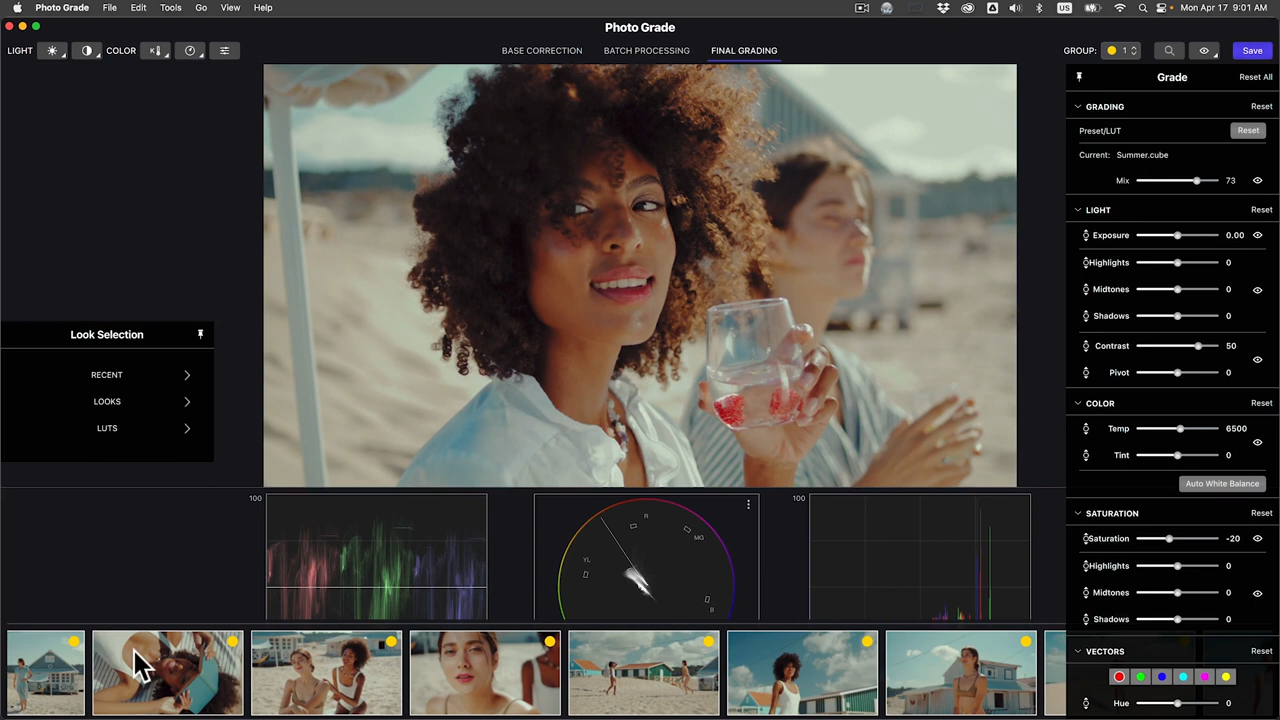 Photo Grade File Edit Tools Go View Help US Mon Apr 17 9:01 AM
Photo Grade
LIGHT COLOR K BASE CORRECTION BATCH PROCESSING FINAL GRADING GROUP: 1 Save
Grade Reset All
GRADING Reset
Preset/LUT Reset
Current: Summer.cube
Mix 73
LIGHT Reset
Exposure 0.00
Highlights 0
Midtones 0
Shadows 0
Contrast 50
Pivot 0
COLOR Reset
Temp 6500
Tint 0
Auto White Balance
SATURATION Reset
Saturation -20
Highlights 0
Midtones 0
Shadows 0
VECTORS Reset
Hue 0
Look Selection
RECENT
LOOKS
LUTS
100
R
MG
YL
B
100